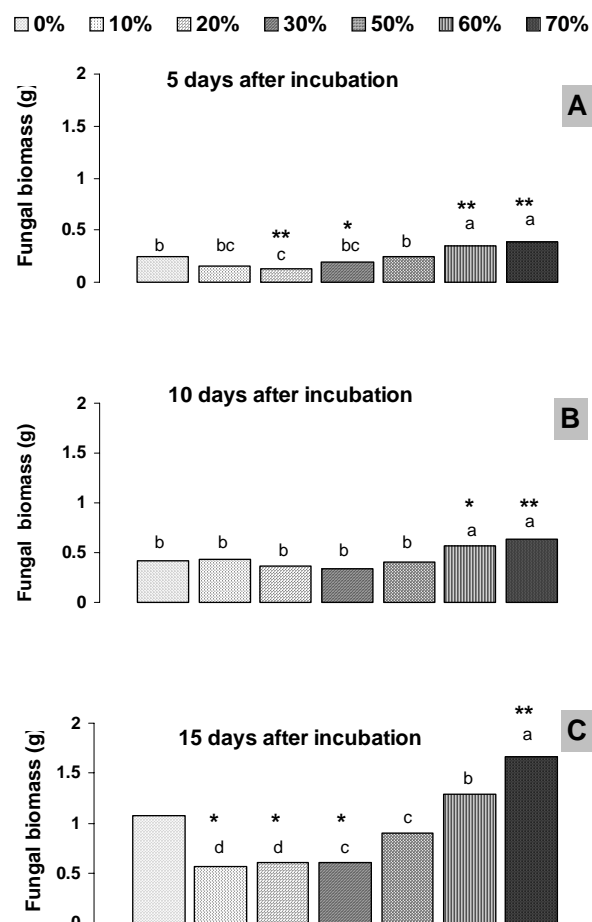 0% 10% 20% 30% 50% 60% 70%
5 days after incubation
A
Fungal biomass (g)
2
1.5
1
0.5
0
** * ** **
b bc c bc b a a
10 days after incubation
B
Fungal biomass (g)
2
1.5
1
0.5
0
* **
b b b b b a a
15 days after incubation
C
Fungal biomass (g)
2
1.5
1
0.5
0
* * * **
d d c c b a